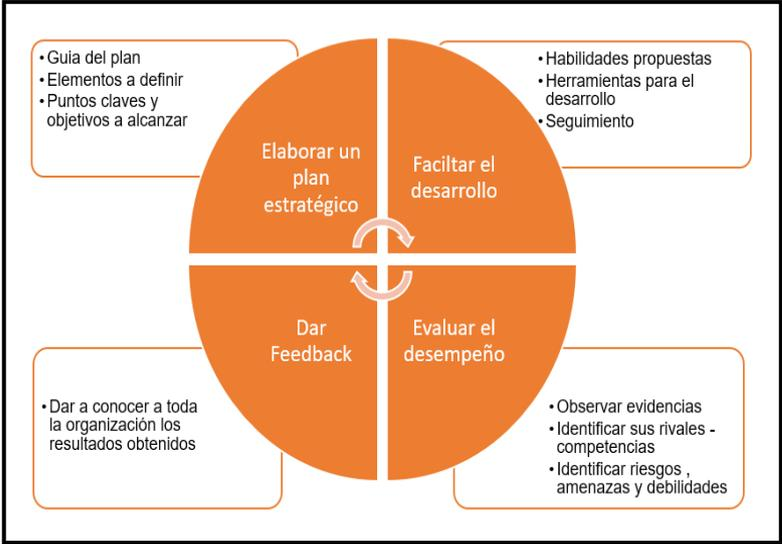 • Guia del plan
• Elementos a definir
• Puntos claves y
objetivos a alcanzar
• Habilidades propuestas
• Herramientas para el
desarrollo
• Seguimiento
Elaborar un
plan
estratégico
Faciltar el
desarrollo
Dar
Feedback
Evaluar el
desempeño
• Dar a conocer a toda
la organización los
resultados obtenidos
• Observar evidencias
• Identificar sus rivales -
competencias
• Identificar riesgos ,
amenazas y debilidades